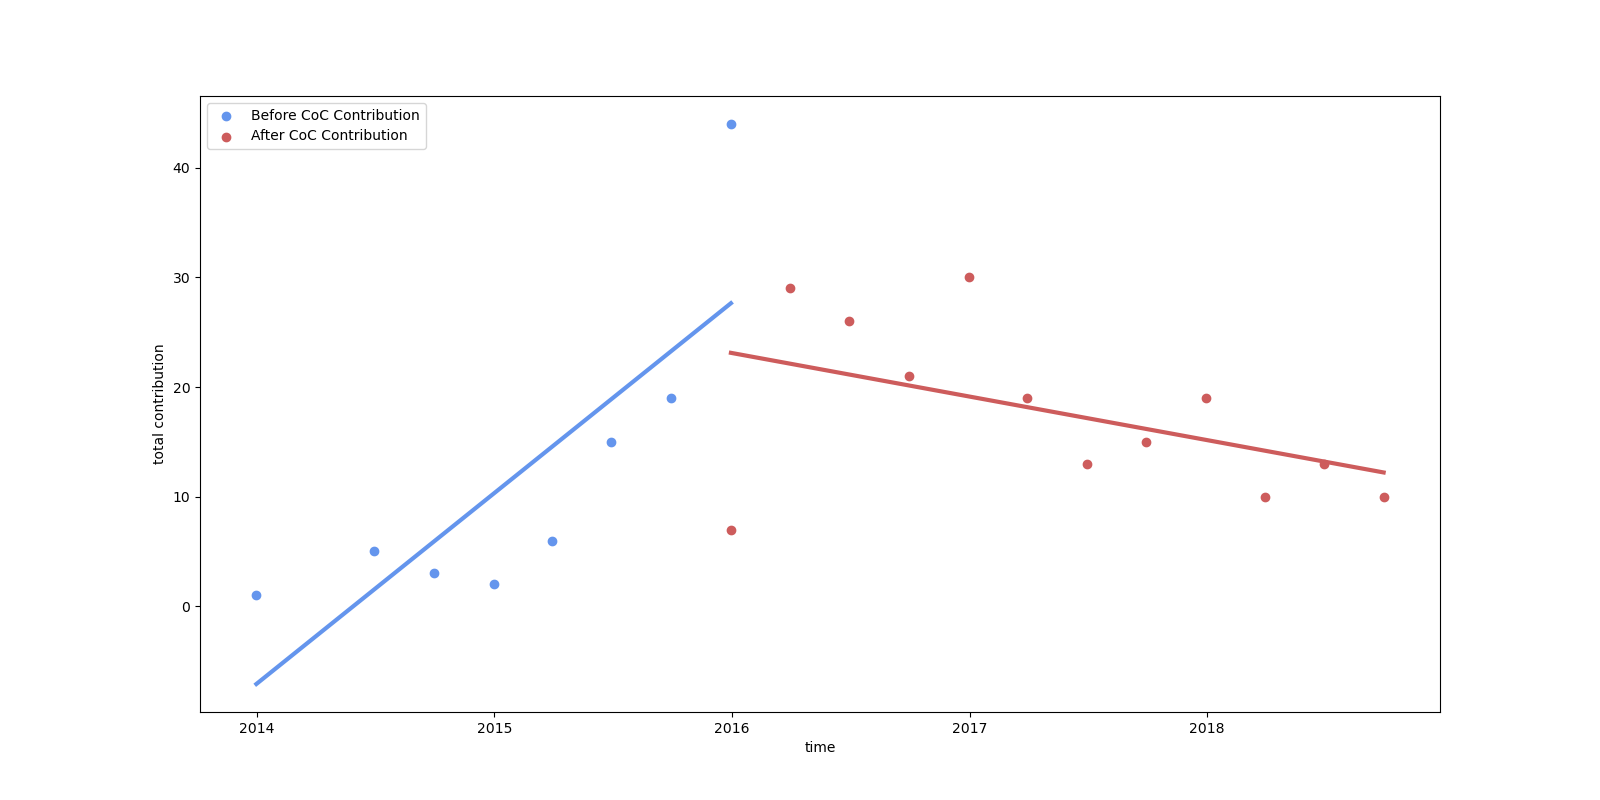 Before CoC Contribution
After CoC Contribution
40
30
20
10
0
total contribution
2014 2015 2016 2017 2018
time